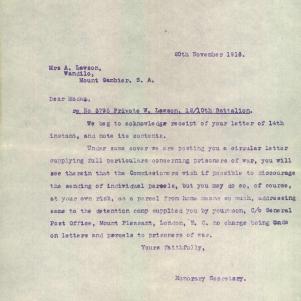 20th November 1918.
Mrs A. Lawson,
Wandilo,
Mount Gambier, S. A.
Dear Madam,
re No 3795 Private W. Lawson, 12/10th Battalion.
We beg to acknowledge receipt of your letter of 14th
instant, and note its contents.
Under same cover we are posting you a circular letter
supplying full particulars concerning prisoners of war, you
will see therein that the Commissioners wish if possible to discourage
the sending of individual parcels, but you may do so, of course,
at your own risk, as a parcel from home means so much, addressing
same to the detention camp supplied you by your son, C/o General
Post Office, Mount Pleasant, London, E. C. no charge being made
on letters and parcels to prisoners of war.
Yours faithfully,
Honorary Secretary.